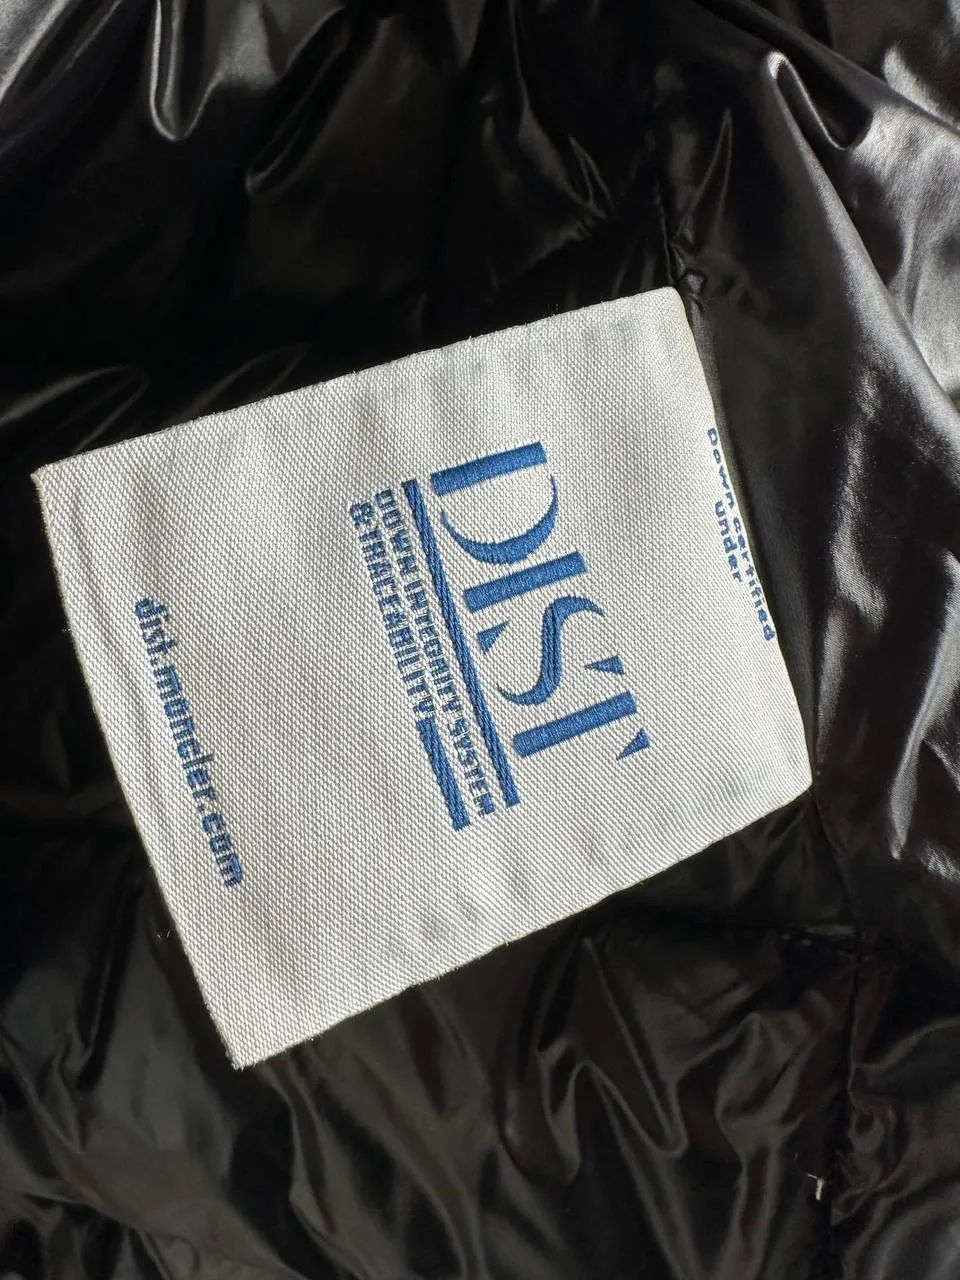 Down certified
under
DIST
DOWN INTEGRITY SYSTEM
& TRACEABILITY
dist.moncler.com